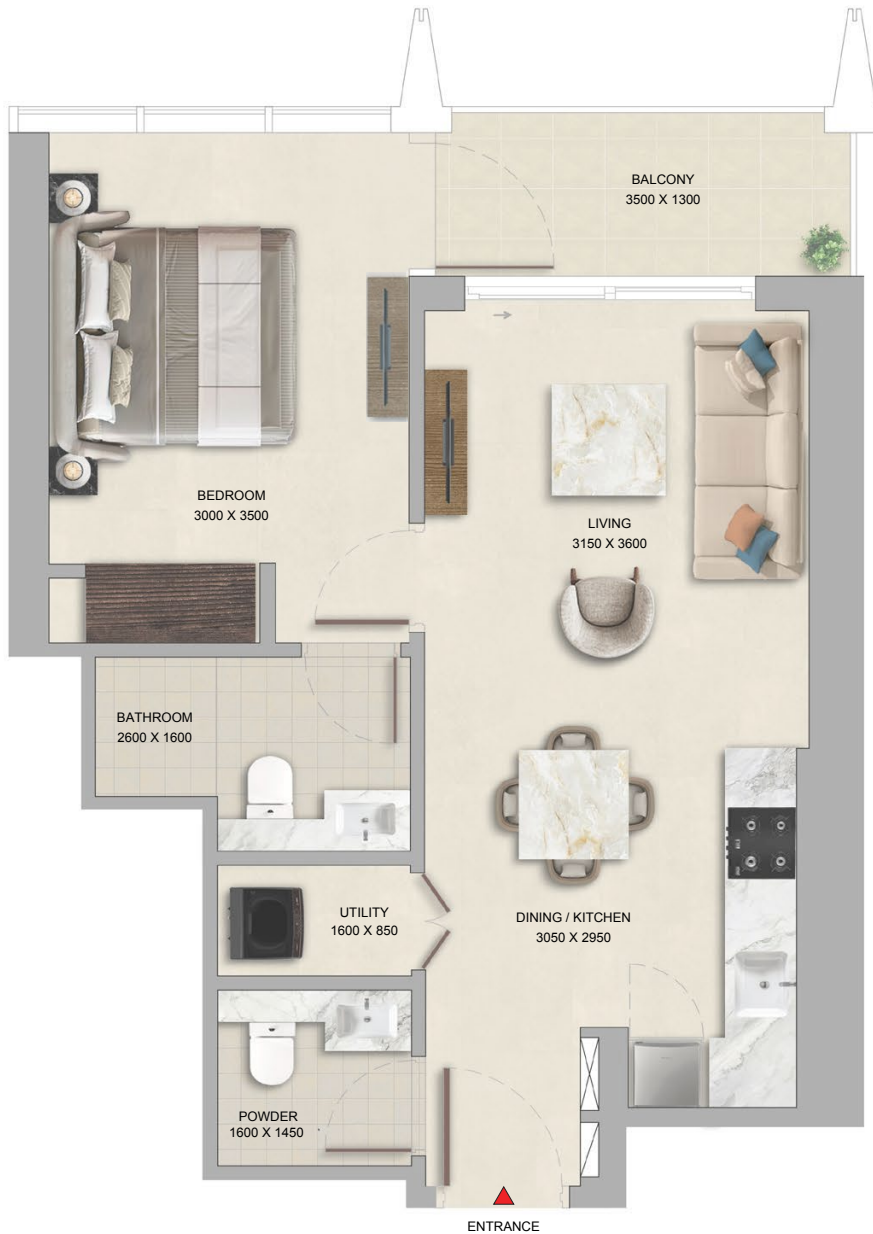 BALCONY
3500 X 1300
BEDROOM
3000 X 3500
LIVING
3150 X 3600
BATHROOM
2600 X 1600
UTILITY
1600 X 850
DINING / KITCHEN
3050 X 2950
POWDER
1600 X 1450
ENTRANCE